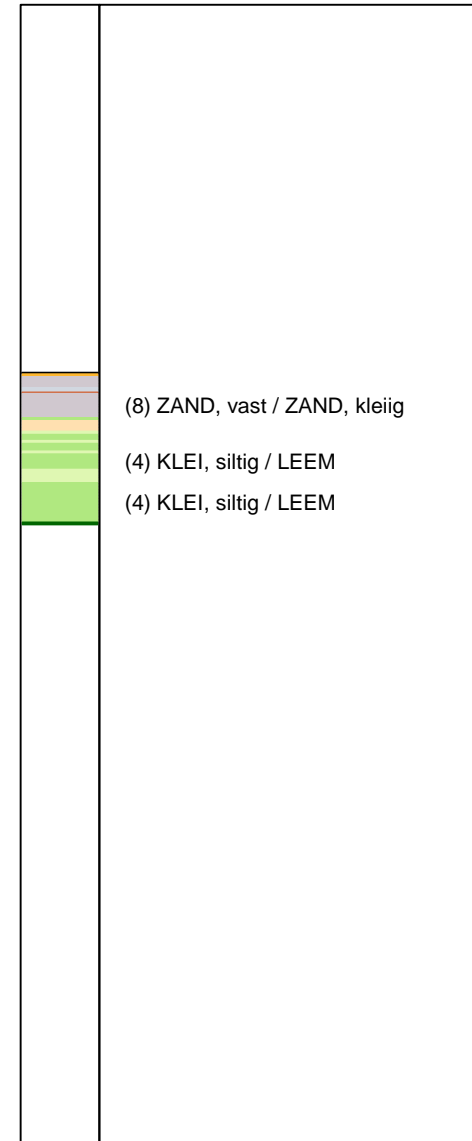 (8) ZAND, vast / ZAND, kleiig
(4) KLEI, siltig / LEEM
(4) KLEI, siltig / LEEM